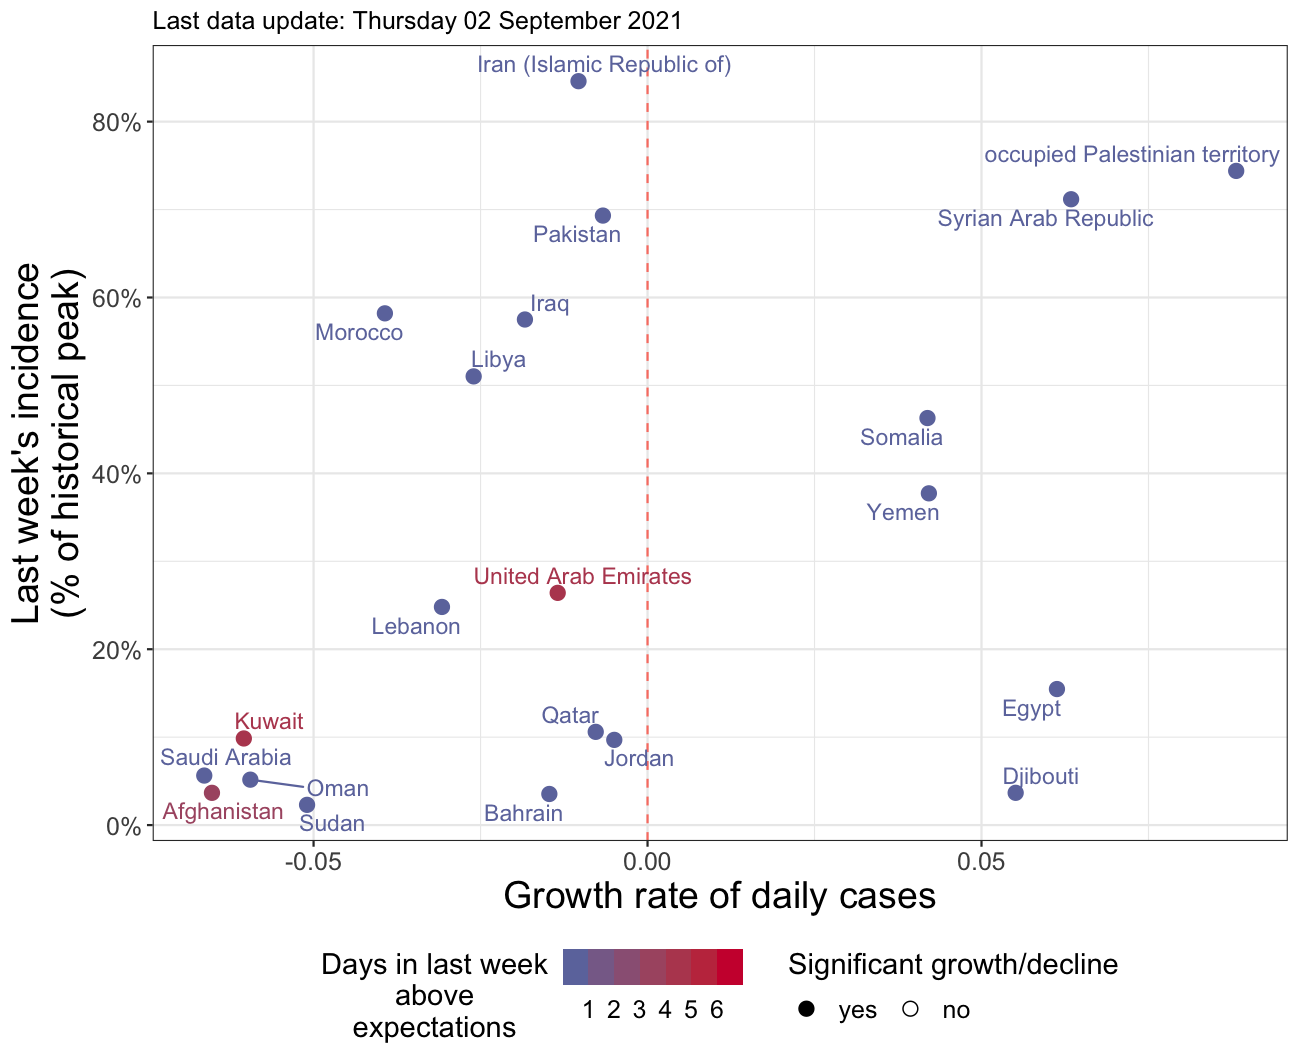 Last data update: Thursday 02 September 2021
Iran (Islamic Republic of)
80%
occupied Palestinian territory
Syrian Arab Republic
Pakistan
60%
Iraq
Morocco
Libya
Last week's incidence
(% of historical peak)
Somalia
40%
Yemen
United Arab Emirates
Lebanon
20%
Egypt
Qatar
Kuwait
Jordan
Saudi Arabia
Djibouti
Oman
Afghanistan
Bahrain
Sudan
0%
-0.05 0.00 0.05
Growth rate of daily cases
Days in last week
above
expectations
1 2 3 4 5 6
Significant growth/decline
yes no